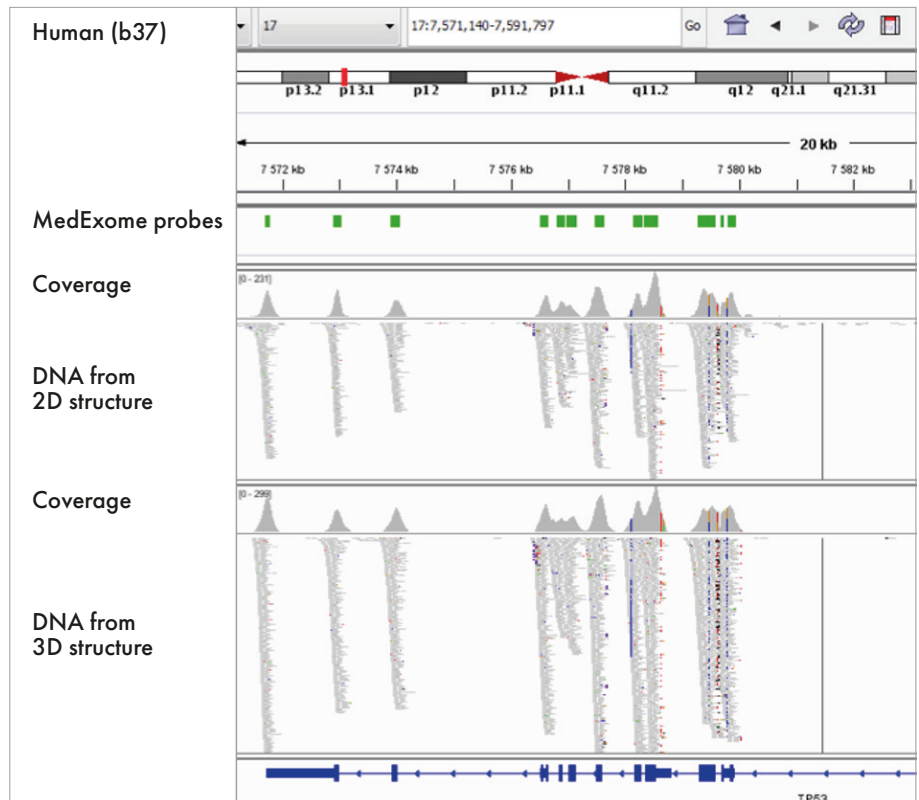 Human (b37)
17
17:7,571,140-7,591,797
Go
p13.2 p13.1 p12 p11.2 p11.1 q11.2 q12 q21.1 q21.31
20 kb
7 572 kb 7 574 kb 7 576 kb 7 578 kb 7 580 kb 7 582 kb
MedExome probes
Coverage
[0 - 231]
DNA from
2D structure
Coverage
[0 - 299]
DNA from
3D structure
TP53